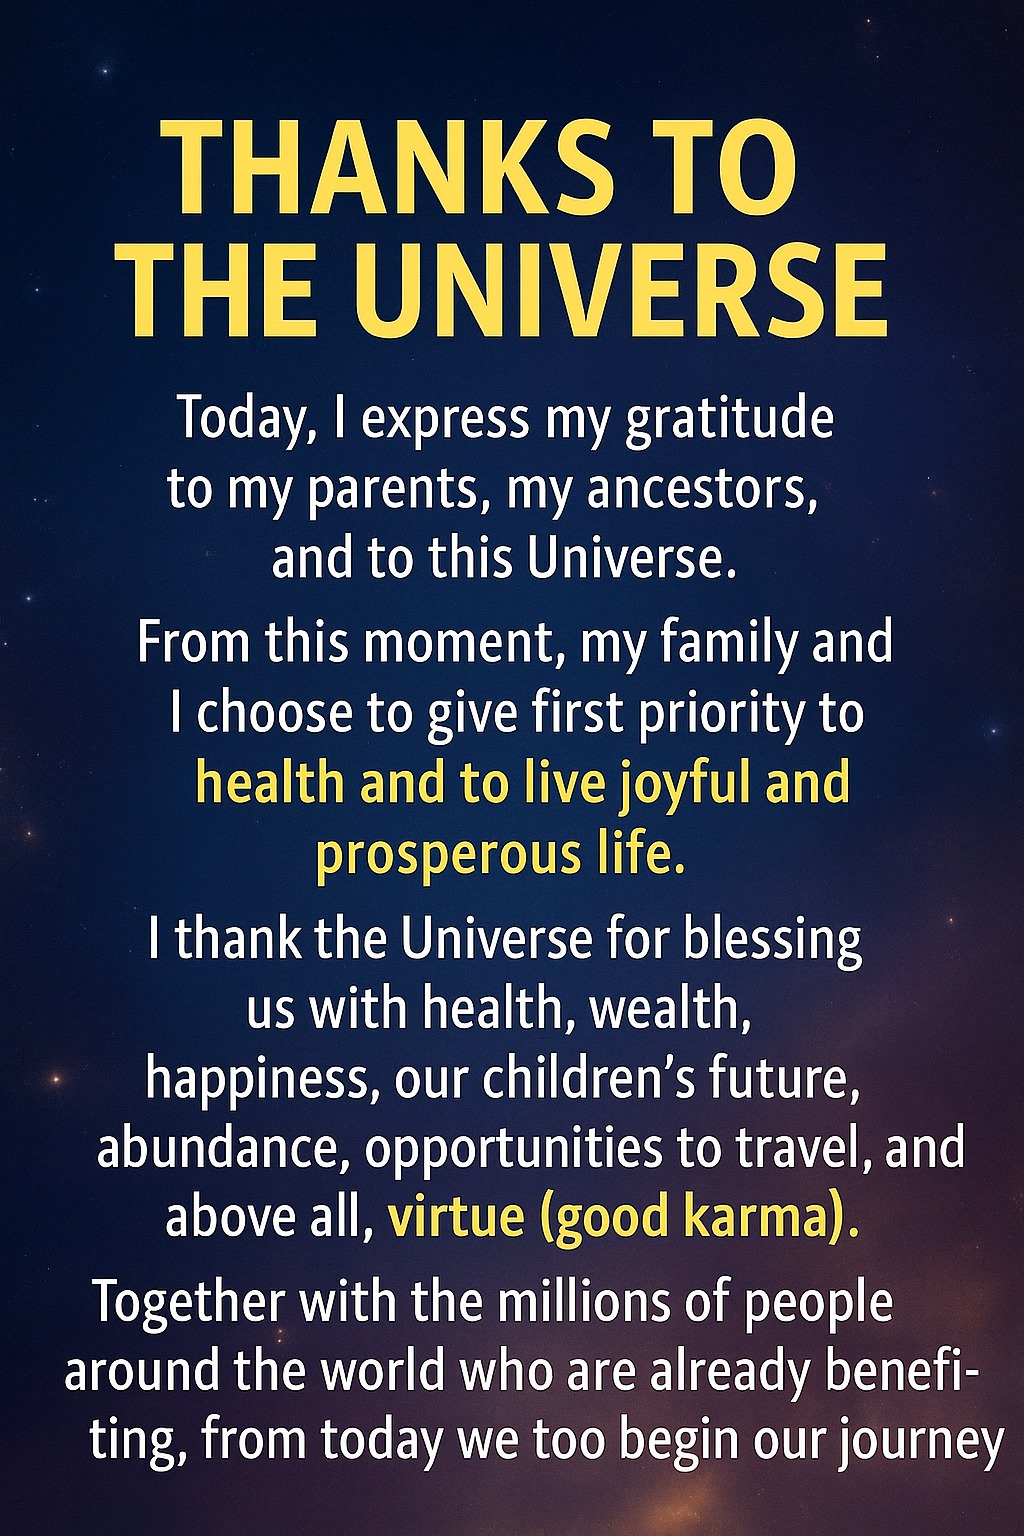 THANKS TO
THE UNIVERSE
Today, I express my gratitude
to my parents, my ancestors,
and to this Universe.
From this moment, my family and
I choose to give first priority to
health and to live joyful and
prosperous life.
I thank the Universe for blessing
us with health, wealth,
happiness, our children’s future,
abundance, opportunities to travel, and
above all, virtue (good karma).
Together with the millions of people
around the world who are already benefi-
ting, from today we too begin our journey